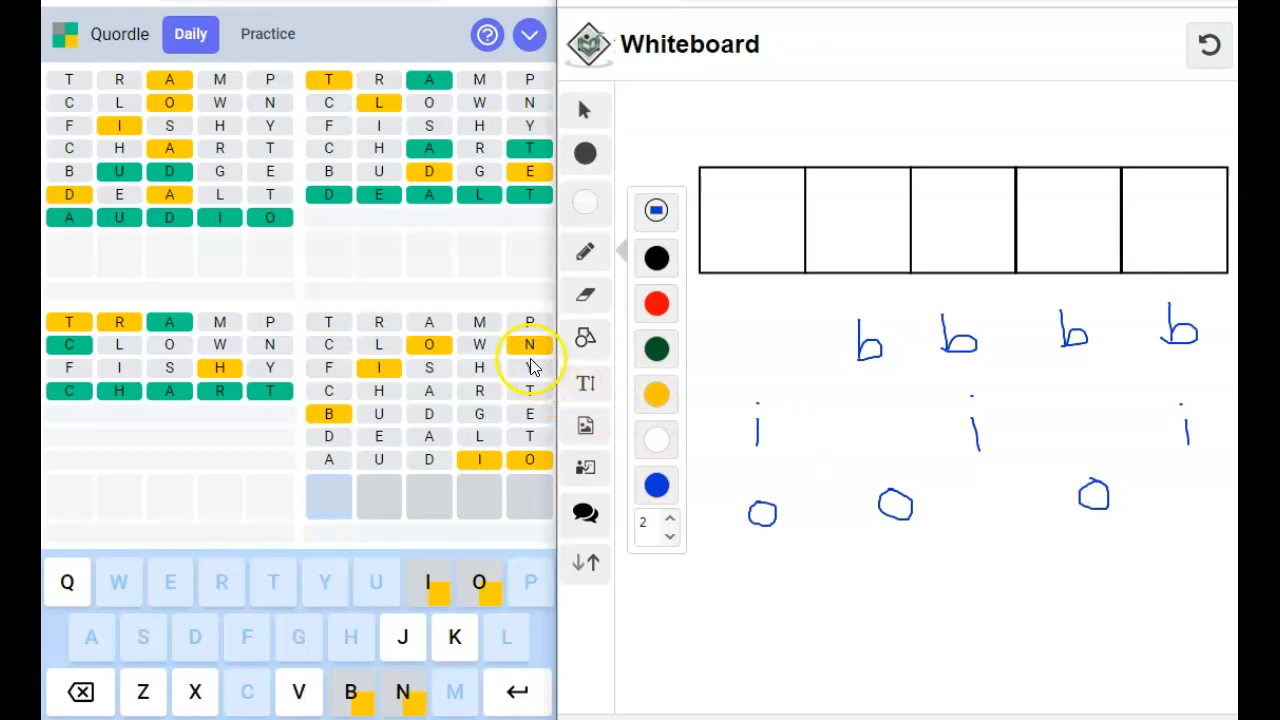 Quordle Daily Practice
Whiteboard
T R A M P
C L O W N
F I S H Y
C H A R T
B U D G E
D E A L T
A U D I O
T R A M P
C L O W N
F I S H Y
C H A R T
B U D G E
D E A L T
T R A M P
C L O W N
F I S H Y
C H A R T
T R A M P
C L O W N
F I S H Y
C H A R T
B U D G E
D E A L T
A U D I O
Q W E R T Y U I O P
A S D F G H J K L
Z X C V B N M
2
b b b b
i i i
o o o